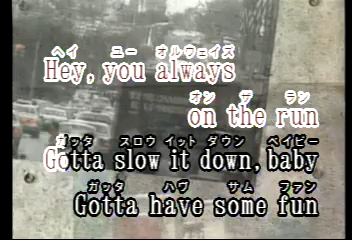 ヘイ ユー オルウェイズ
Hey, you always
オン デ ラン
on the run
ガッタ スロウ イット ダウン ベイビー
Gotta slow it down, baby
ガッタ ハヴ サム ファン
Gotta have some fun